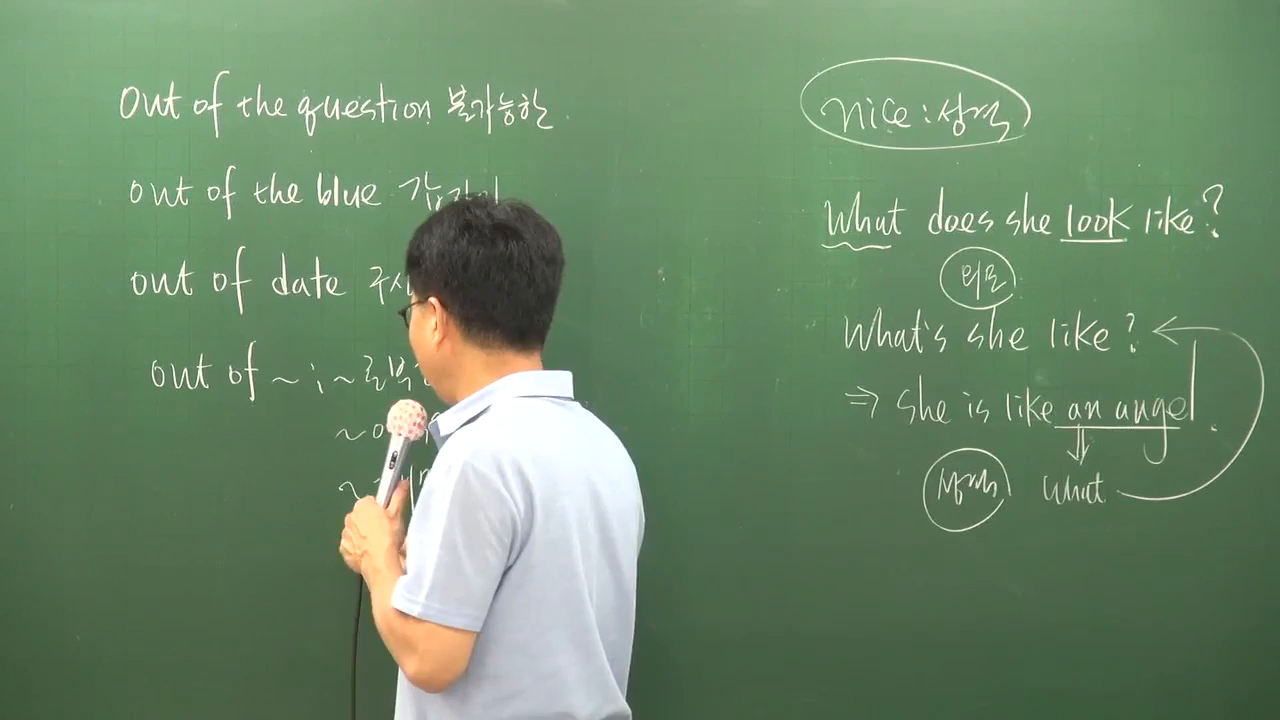 out of the question 불가능한
out of the blue
out of date
out of ~ : ~
nice : 성격
What does she look like?
외모
What's she like?
⇒ she is like an angel.
성격
what